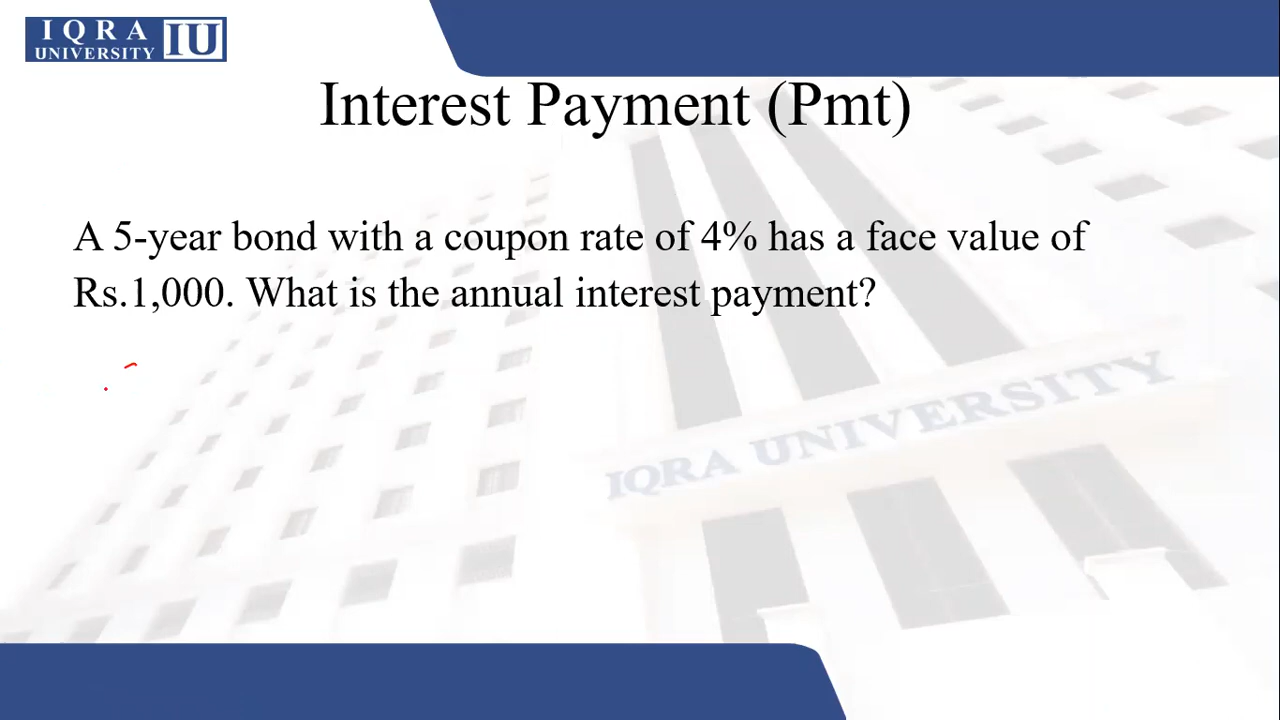 IQRA
UNIVERSITY IU
Interest Payment (Pmt)
A 5-year bond with a coupon rate of 4% has a face value of
Rs.1,000. What is the annual interest payment?
IQRA UNIVERSITY